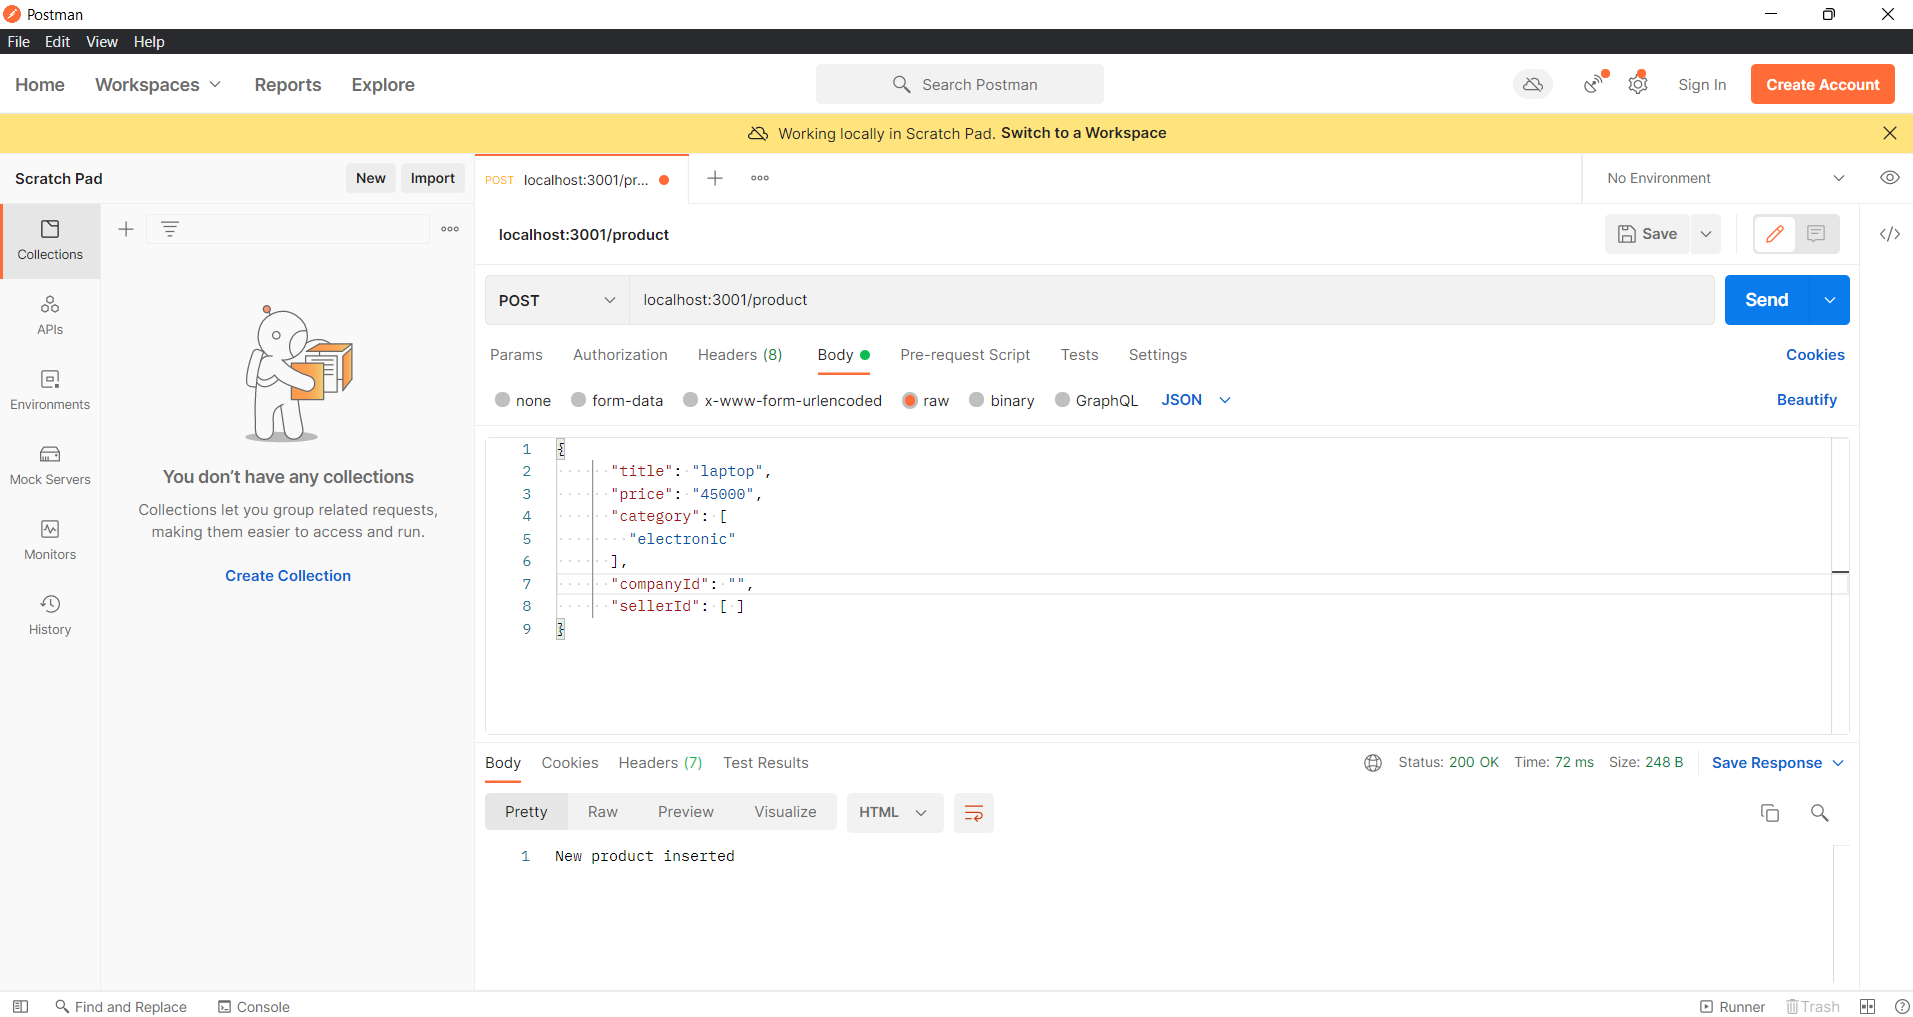 Postman
File Edit View Help
Home Workspaces Reports Explore Search Postman Sign In Create Account
Working locally in Scratch Pad. Switch to a Workspace
Scratch Pad New Import POST localhost:3001/pr... No Environment
Collections
APIs
Environments
Mock Servers
Monitors
History
You don't have any collections
Collections let you group related requests,
making them easier to access and run.
Create Collection
localhost:3001/product Save
POST localhost:3001/product Send
Params Authorization Headers (8) Body Pre-request Script Tests Settings Cookies
none form-data x-www-form-urlencoded raw binary GraphQL JSON Beautify
1 {
2 "title": "laptop",
3 "price": "45000",
4 "category": [
5 "electronic"
6 ],
7 "companyId": "",
8 "sellerId": [ ]
9 }
Body Cookies Headers (7) Test Results Status: 200 OK Time: 72 ms Size: 248 B Save Response
Pretty Raw Preview Visualize HTML
1 New product inserted
Find and Replace Console Runner Trash